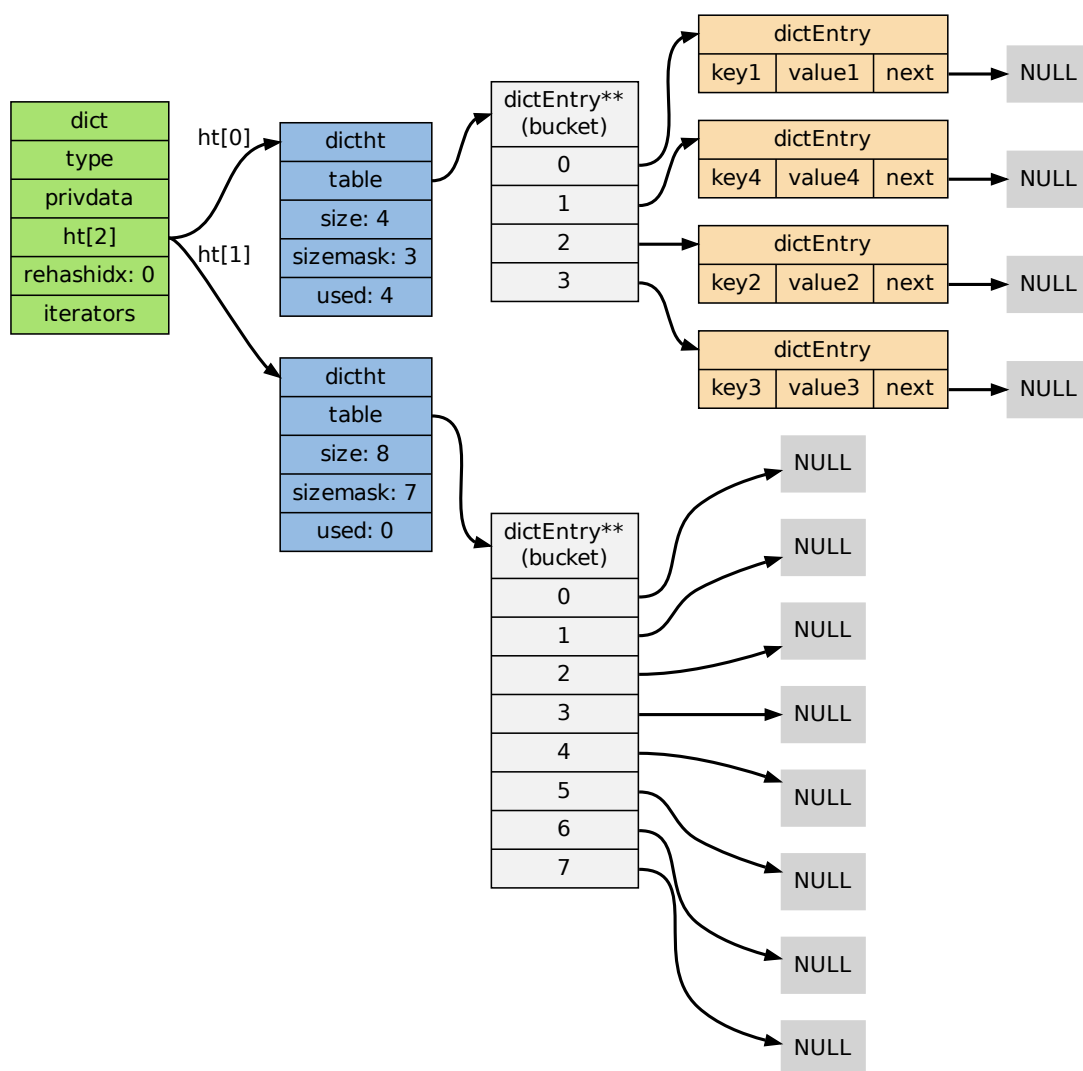 dict
type
privdata
ht[2]
rehashidx: 0
iterators
ht[0]
ht[1]
dictht
table
size: 4
sizemask: 3
used: 4
dictht
table
size: 8
sizemask: 7
used: 0
dictEntry**
(bucket)
0
1
2
3
dictEntry
key1 value1 next
NULL
dictEntry
key4 value4 next
NULL
dictEntry
key2 value2 next
NULL
dictEntry
key3 value3 next
NULL
dictEntry**
(bucket)
0
1
2
3
4
5
6
7
NULL
NULL
NULL
NULL
NULL
NULL
NULL
NULL